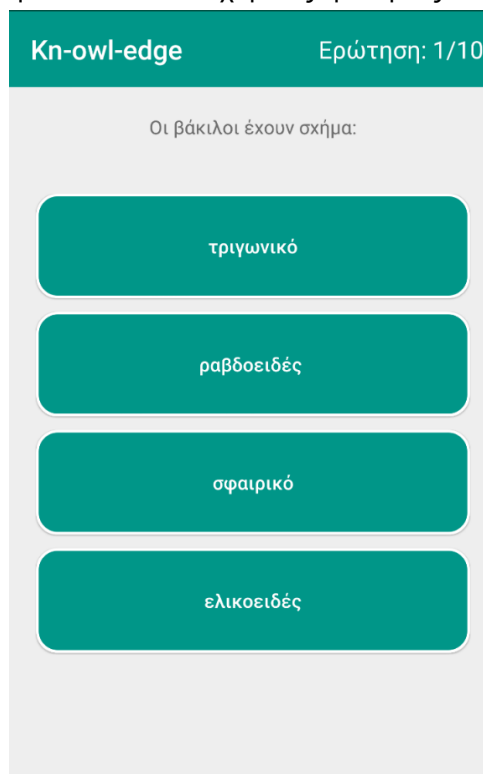 Kn-owl-edge
Ερώτηση: 1/10
Οι βάκιλοι έχουν σχήμα:
τριγωνικό
ραβδοειδές
σφαιρικό
ελικοειδές